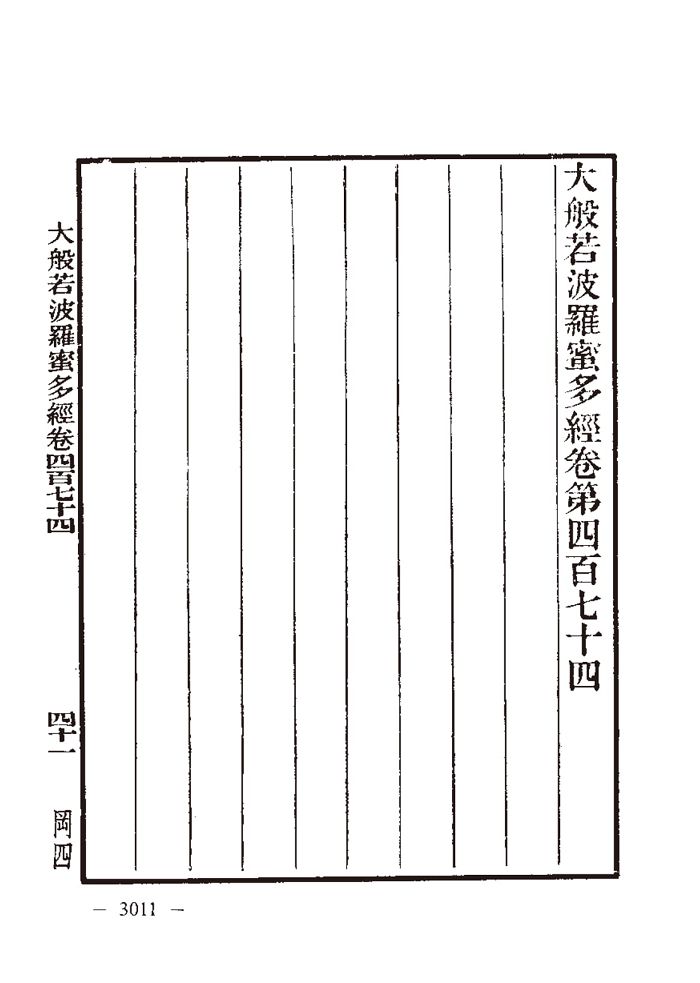 大般若波羅蜜多經卷第四百七十四
大般若波羅蜜多經卷四百七十四
四十一
岡四
— 3011 —